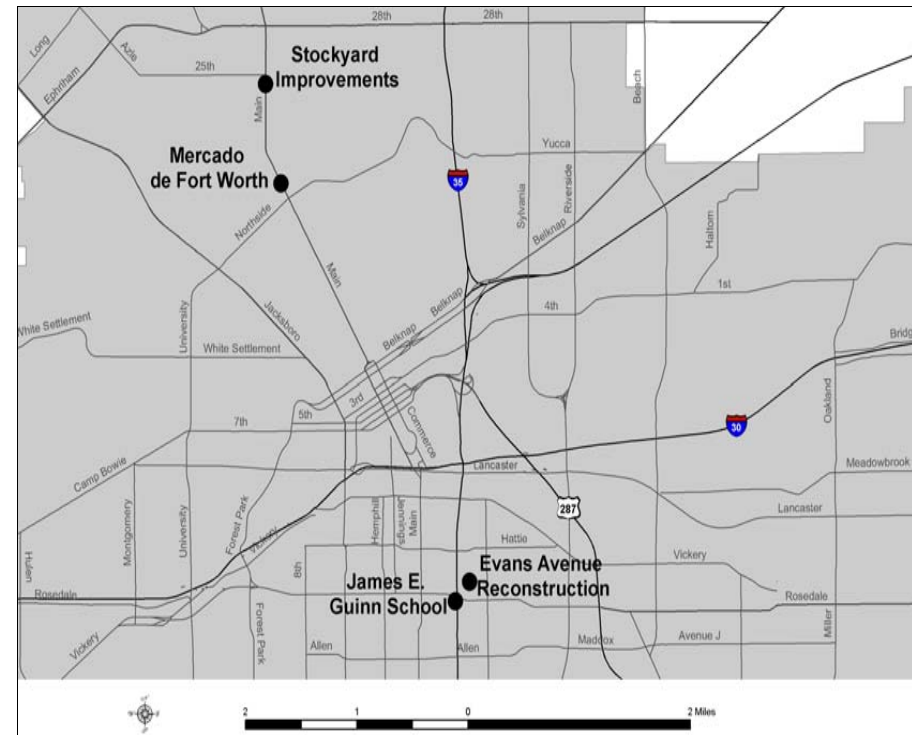 28th
28th
Long
Azle
Stockyard
Improvements
25th
Ephriham
Main
Beach
Mercado
de Fort Worth
Yucca
35
Northside
Sylvania
Riverside
Belknap
Haltom
Main
1st
White Settlement
University
Jacksboro
Belknap
Belknap
4th
White Settlement
Bridg
3rd
5th
Commerce
7th
Oakland
30
Camp Bowie
Lancaster
Meadowbrook
Montgomery
University
Forest Park
Vickery
Hemphill
Jennings
Main
287
Lancaster
Hattie
Vickery
Hulen
8th
James E.
Guinn School
Evans Avenue
Reconstruction
Rosedale
Rosedale
Forest Park
Vickery
Allen
Allen
Maddox
Avenue J
Miller
2
1
0
2 Miles